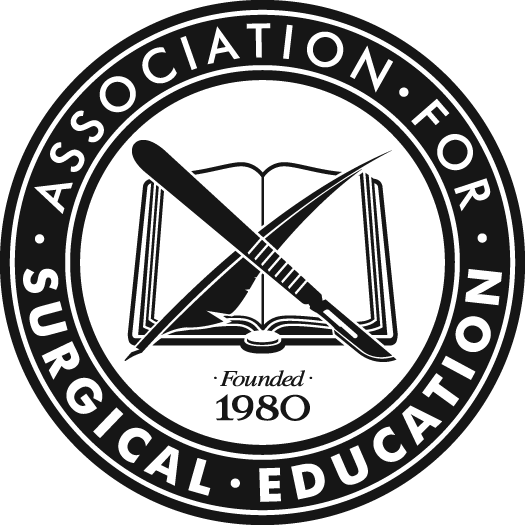 ASSOCIATION · FOR
· SURGICAL · EDUCATION ·
· Founded ·
1980